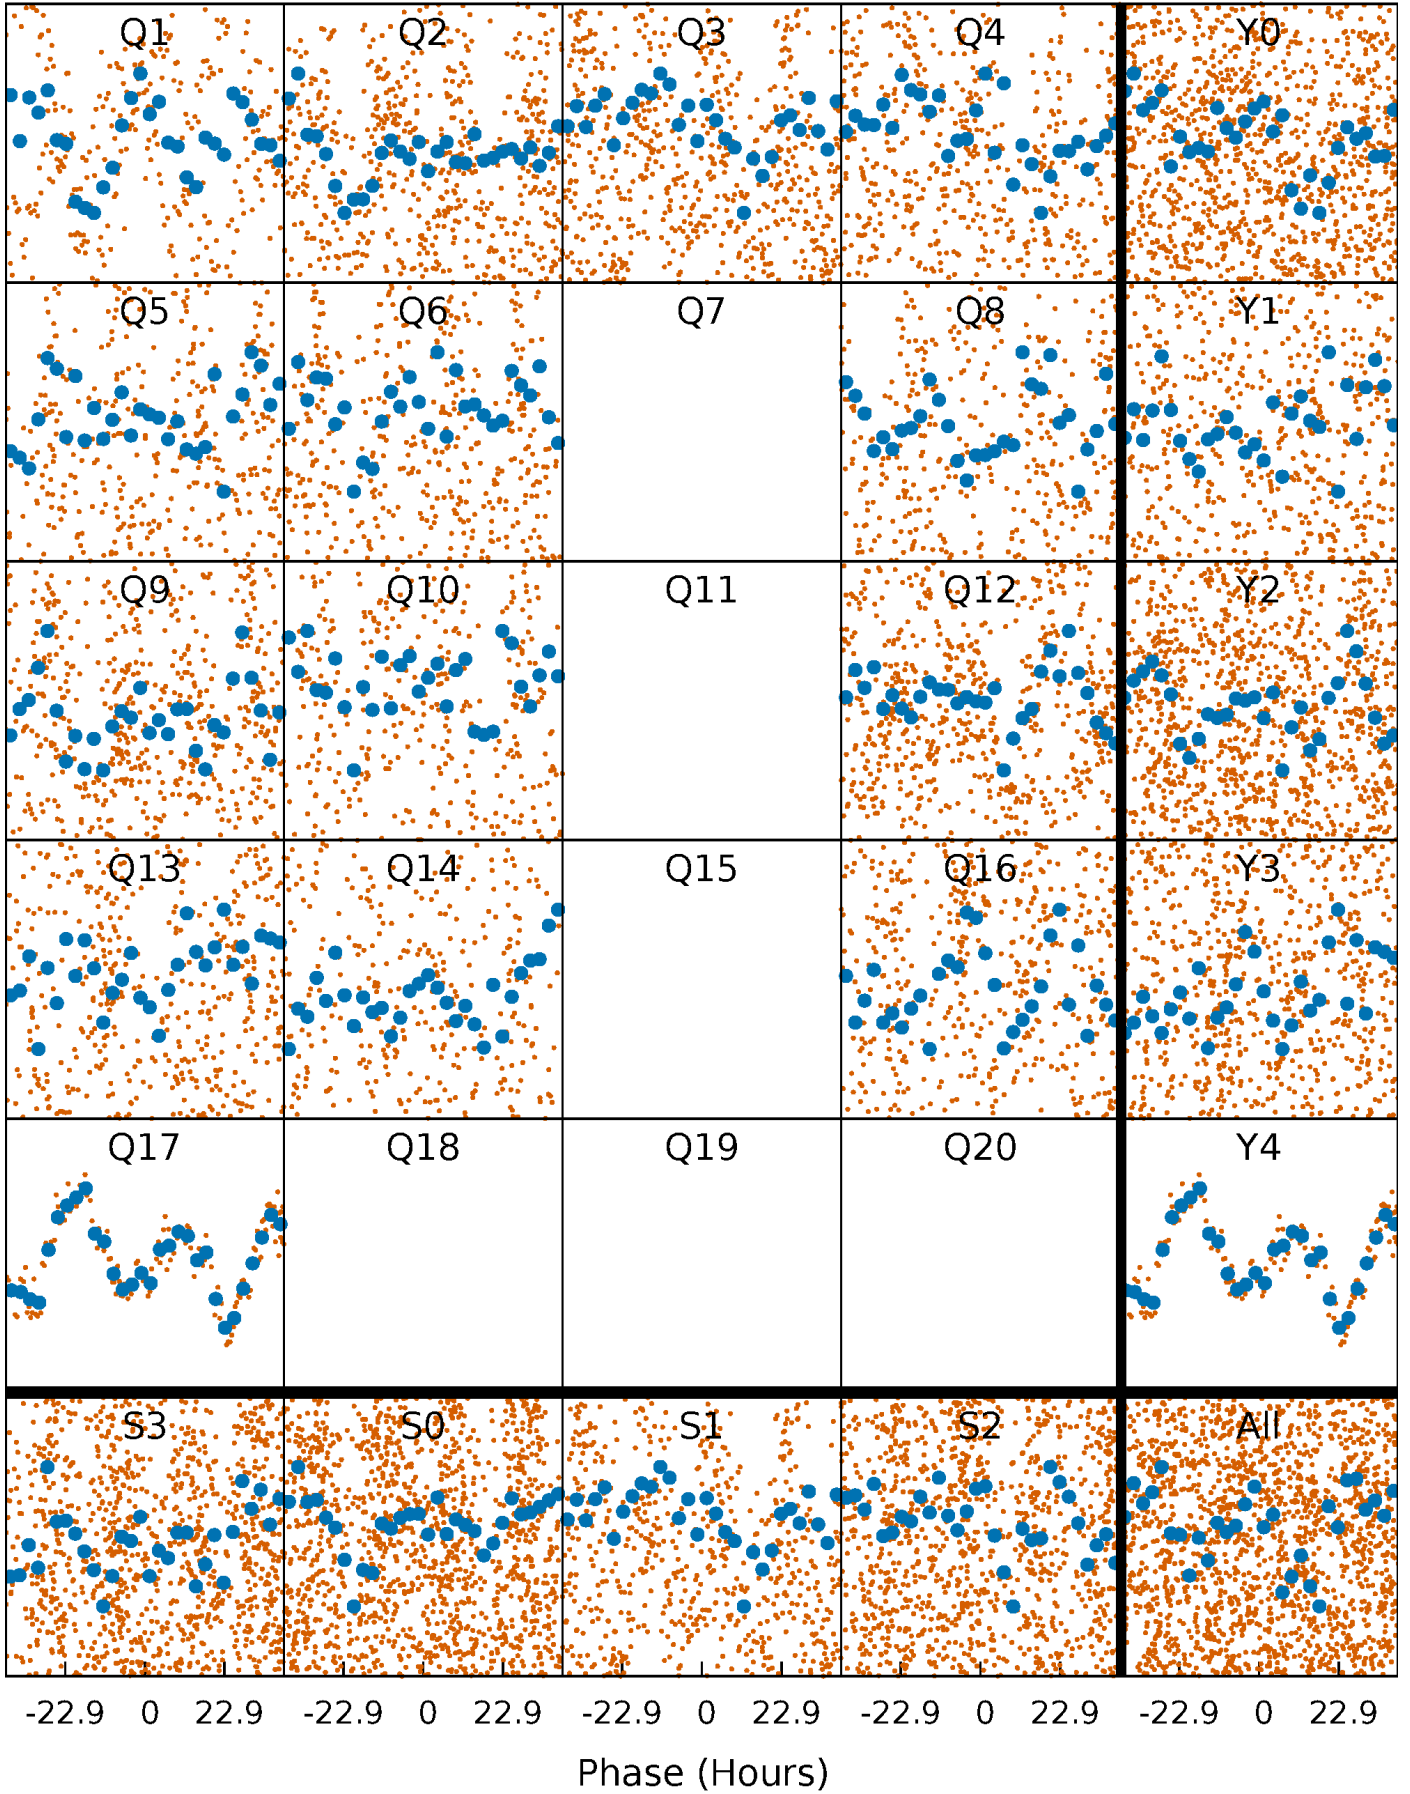 Q1 Q2 Q3 Q4 Y0
Q5 Q6 Q7 Q8 Y1
Q9 Q10 Q11 Q12 Y2
Q13 Q14 Q15 Q16 Y3
Q17 Q18 Q19 Q20 Y4
S3 S0 S1 S2 All
-22.9 0 22.9 -22.9 0 22.9 -22.9 0 22.9 -22.9 0 22.9 -22.9 0 22.9
Phase (Hours)